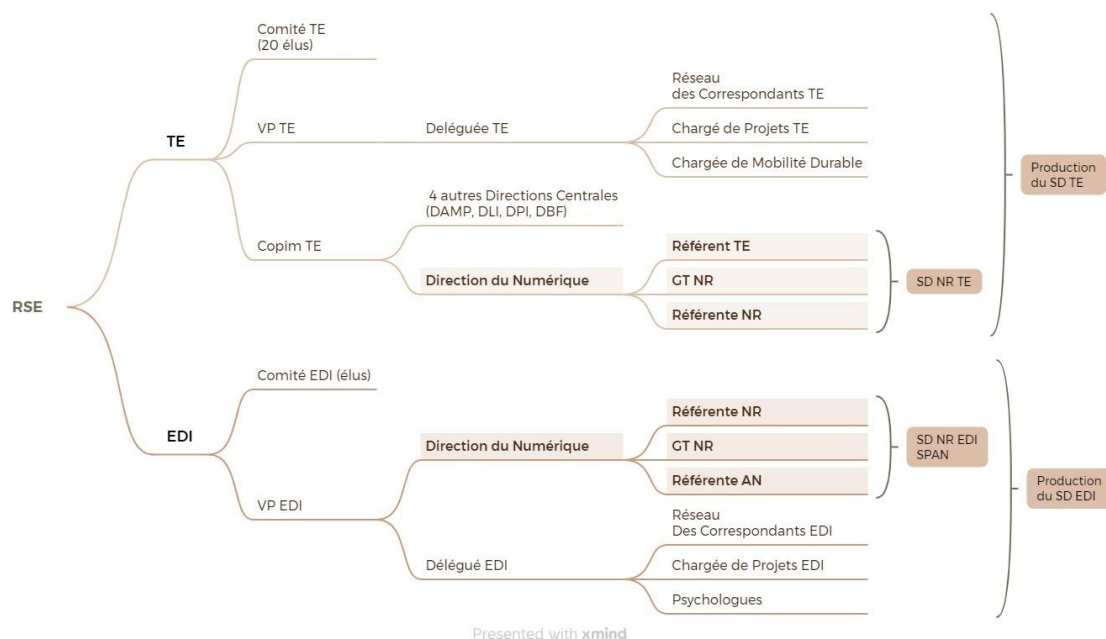 RSE
TE
Comité TE
(20 élus)
VP TE
Deléguée TE
Réseau
des Correspondants TE
Chargé de Projets TE
Chargée de Mobilité Durable
Copim TE
4 autres Directions Centrales
(DAMP, DLI, DPI, DBF)
Direction du Numérique
Référent TE
GT NR
Référente NR
SD NR TE
Production
du SD TE
EDI
Comité EDI (élus)
VP EDI
Direction du Numérique
Référente NR
GT NR
Référente AN
SD NR EDI
SPAN
Délégué EDI
Réseau
Des Correspondants EDI
Chargée de Projets EDI
Psychologues
Production
du SD EDI
Presented with xmind